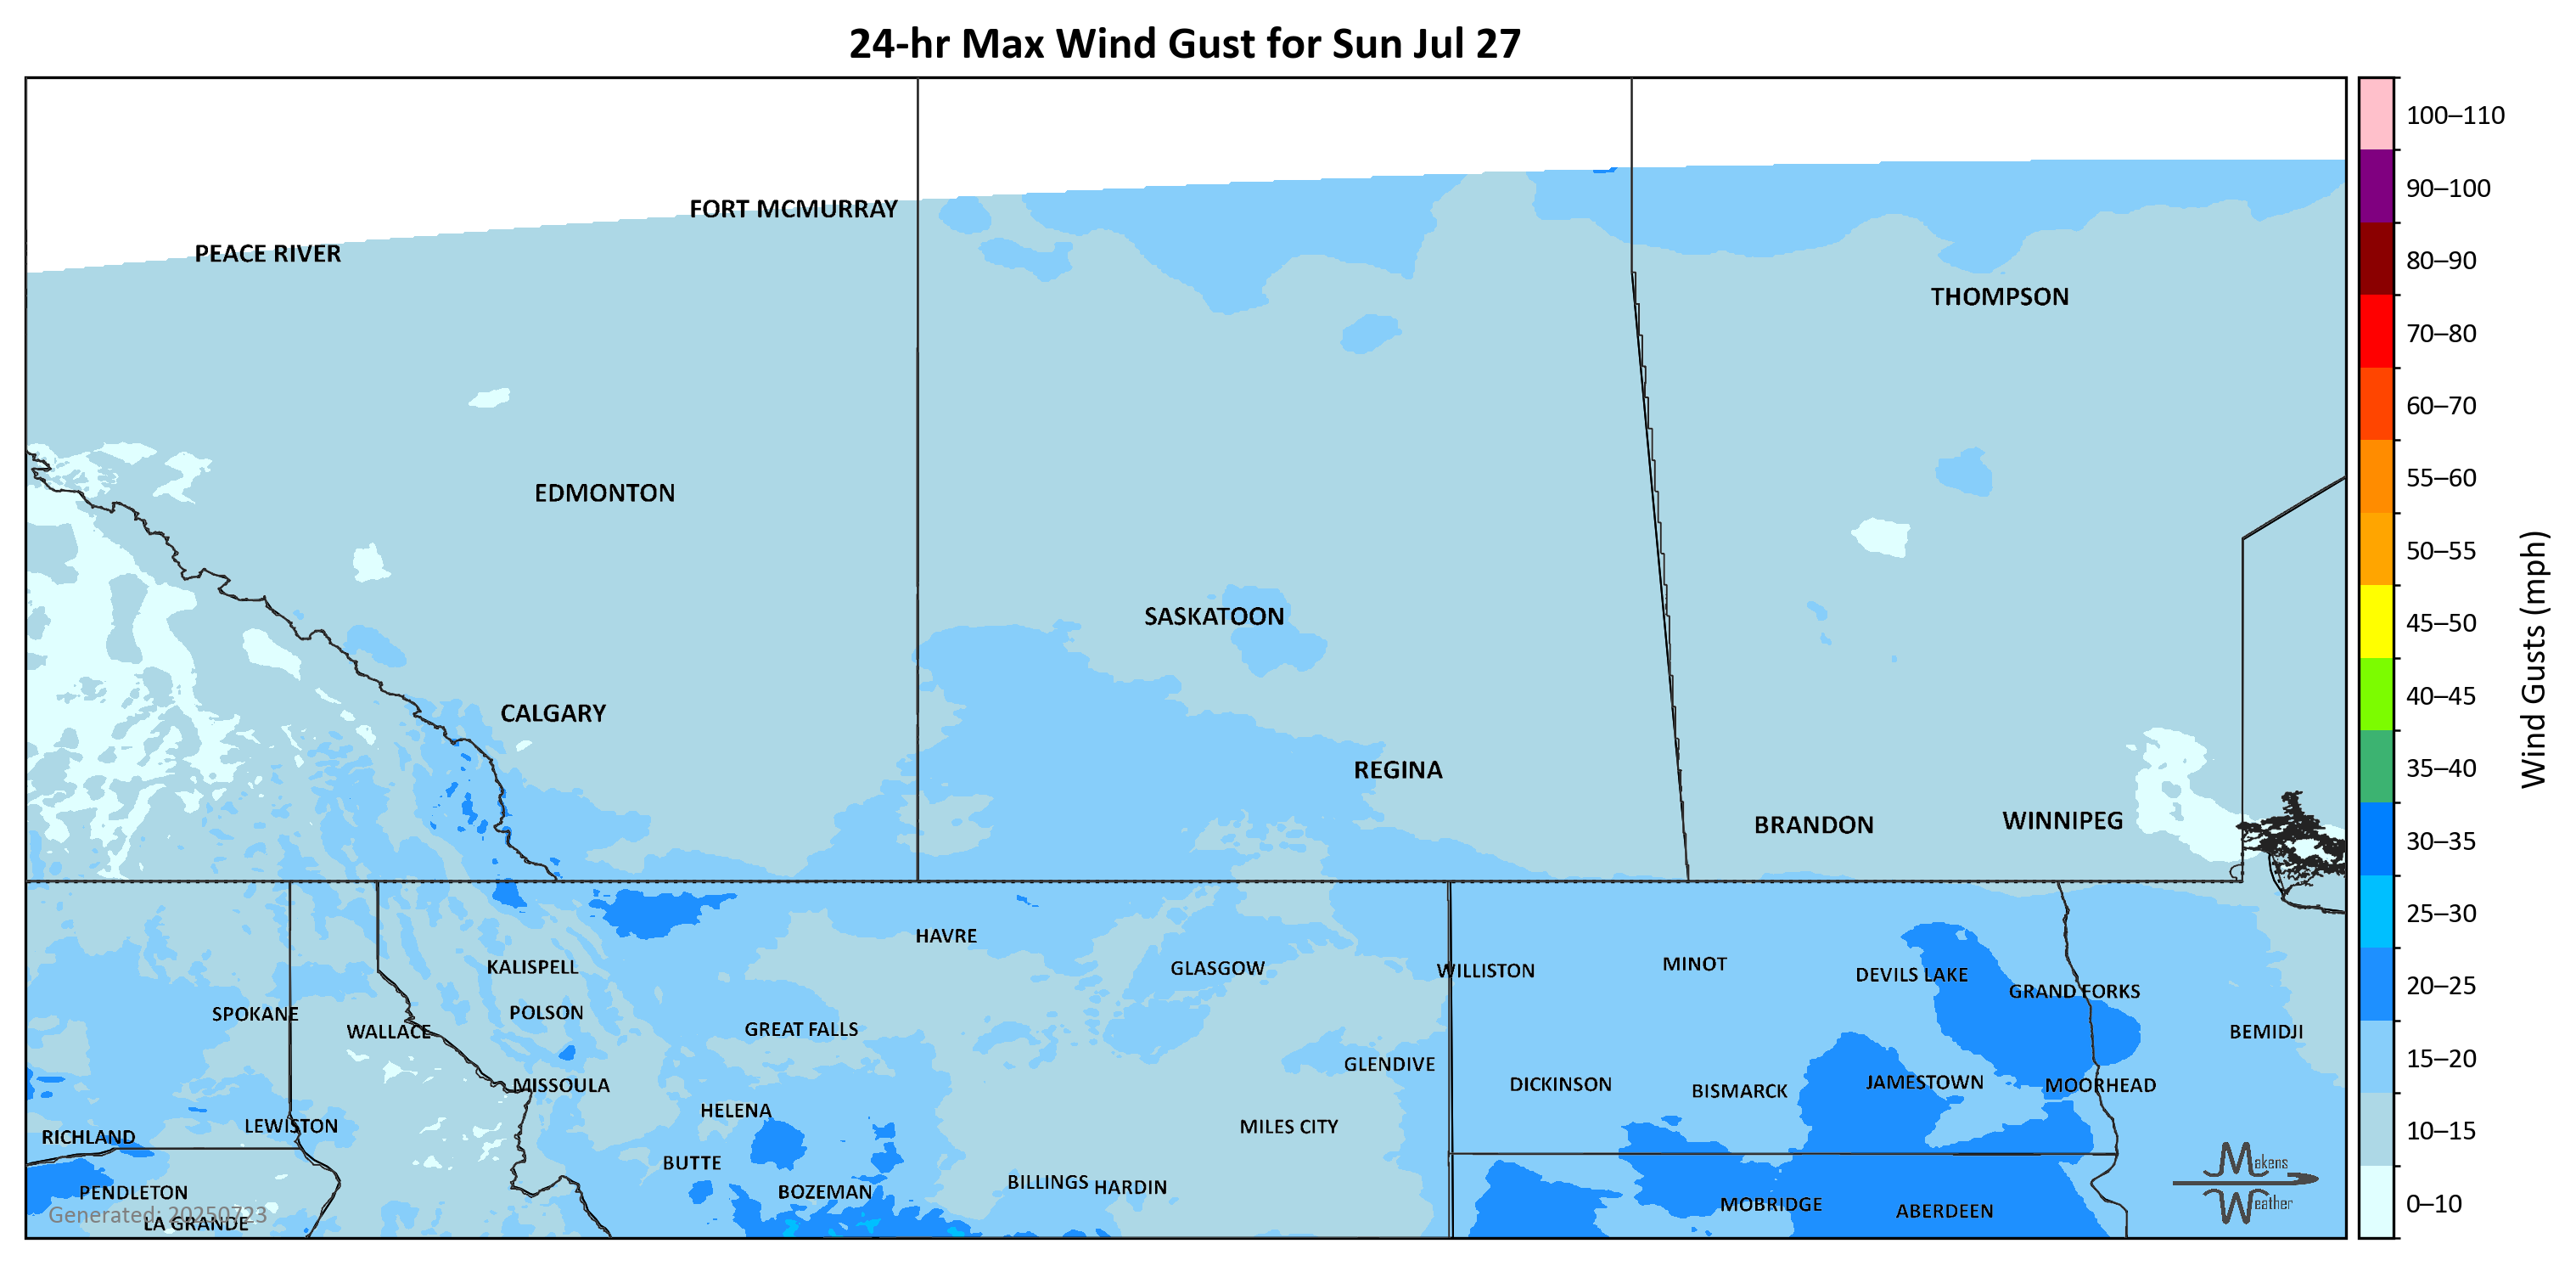 24-hr Max Wind Gust for Sun Jul 27
FORT MCMURRAY
PEACE RIVER
THOMPSON
EDMONTON
SASKATOON
CALGARY
REGINA
BRANDON
WINNIPEG
HAVRE
KALISPELL
GLASGOW
WILLISTON
MINOT
DEVILS LAKE
GRAND FORKS
SPOKANE
POLSON
WALLACE
GREAT FALLS
BEMIDJI
GLENDIVE
MISSOULA
DICKINSON
BISMARCK
JAMESTOWN
MOORHEAD
HELENA
LEWISTON
MILES CITY
RICHLAND
BUTTE
PENDLETON
BOZEMAN
BILLINGS
HARDIN
MOBRIDGE
ABERDEEN
Generated: 20250723
LA GRANDE
Makens
Weather
100–110
90–100
80–90
70–80
60–70
55–60
50–55
45–50
40–45
35–40
30–35
25–30
20–25
15–20
10–15
0–10
Wind Gusts (mph)